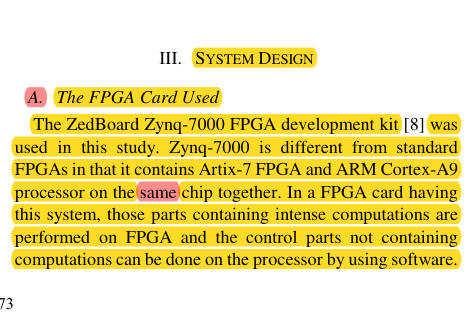 III. SYSTEM DESIGN
A. The FPGA Card Used
The ZedBoard Zynq-7000 FPGA development kit [8] was
used in this study. Zynq-7000 is different from standard
FPGAs in that it contains Artix-7 FPGA and ARM Cortex-A9
processor on the same chip together. In a FPGA card having
this system, those parts containing intense computations are
performed on FPGA and the control parts not containing
computations can be done on the processor by using software.
73